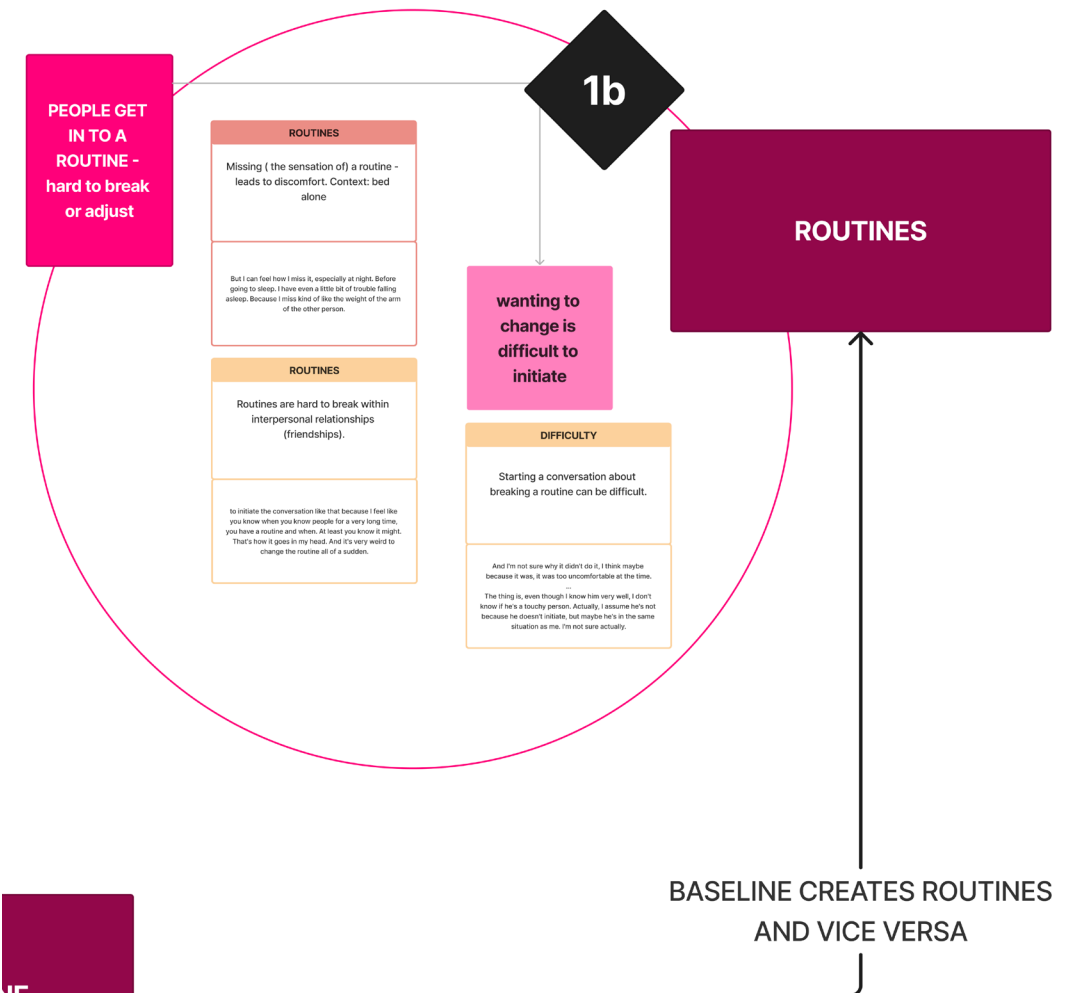 1b
PEOPLE GET
IN TO A
ROUTINE -
hard to break
or adjust
ROUTINES
Missing ( the sensation of) a routine -
leads to discomfort. Context: bed
alone
But I can feel how I miss it, especially at night. Before
going to sleep. I have even a little bit of trouble falling
asleep. Because I miss kind of like the weight of the arm
of the other person.
ROUTINES
Routines are hard to break within
interpersonal relationships
(friendships).
to initiate the conversation like that because I feel like
you know when you know people for a very long time,
you have a routine and when. At least you know it might.
That's how it goes in my head. And it's very weird to
change the routine all of a sudden.
wanting to
change is
difficult to
initiate
DIFFICULTY
Starting a conversation about
breaking a routine can be difficult.
And I'm not sure why it didn't do it, I think maybe
because it was, it was too uncomfortable at the time.
...
The thing is, even though I know him very well, I don't
know if he's a touchy person. Actually, I assume he's not
because he doesn't initiate, but maybe he's in the same
situation as me. I'm not sure actually.
ROUTINES
BASELINE CREATES ROUTINES
AND VICE VERSA